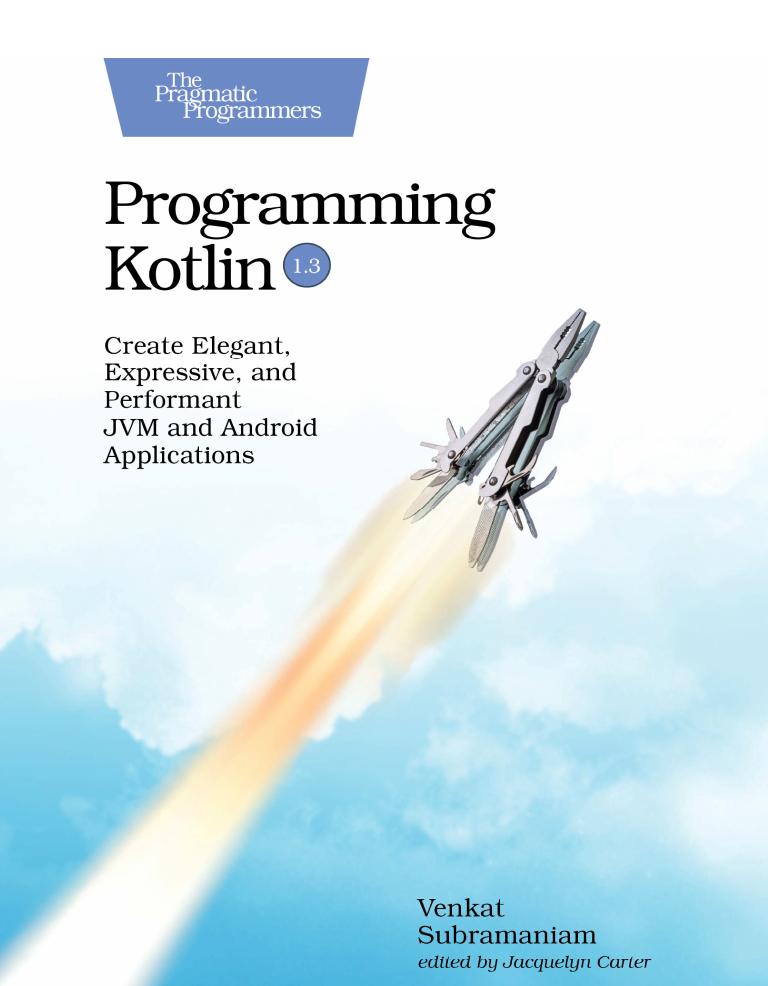 The
Pragmatic
Programmers
Programming
Kotlin 1.3
Create Elegant,
Expressive, and
Performant
JVM and Android
Applications
Venkat
Subramaniam
edited by Jacquelyn Carter